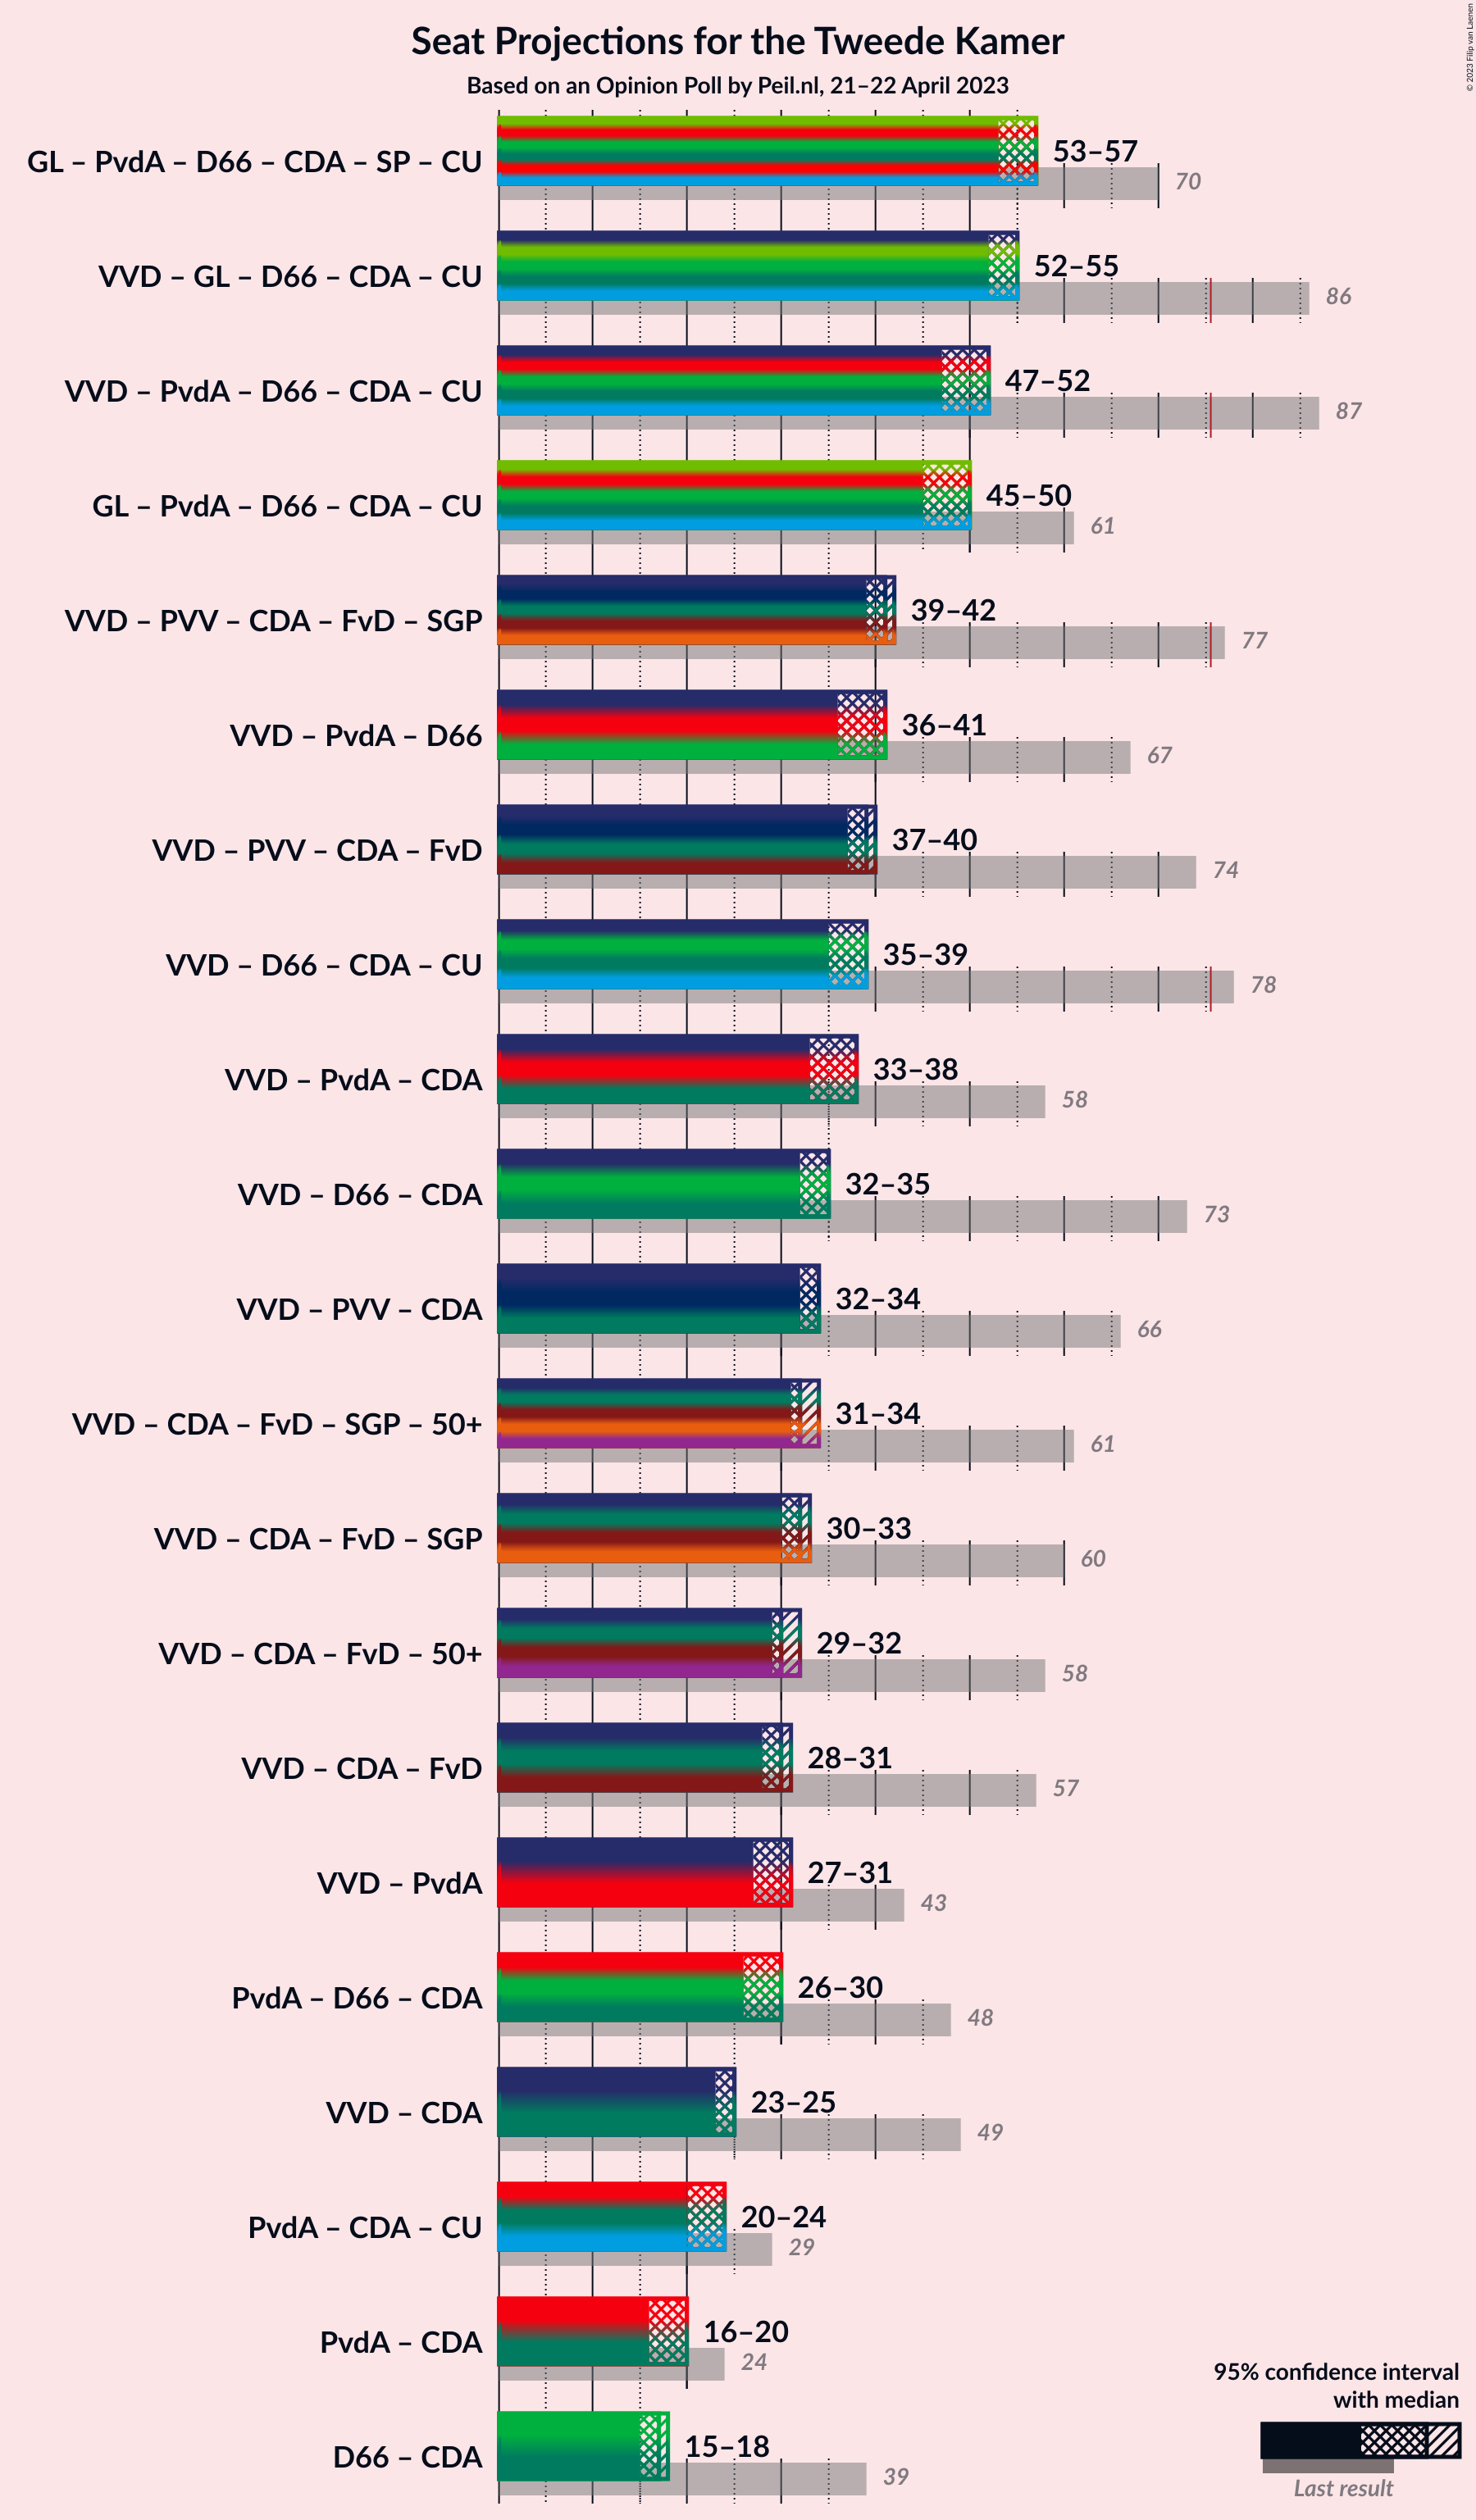 © 2023 Filip van Laenen
Seat Projections for the Tweede Kamer
Based on an Opinion Poll by Peil.nl, 21–22 April 2023
GL – PvdA – D66 – CDA – SP – CU
53–57
70
VVD – GL – D66 – CDA – CU
52–55
86
VVD – PvdA – D66 – CDA – CU
47–52
87
GL – PvdA – D66 – CDA – CU
45–50
61
VVD – PVV – CDA – FvD – SGP
39–42
77
VVD – PvdA – D66
36–41
67
VVD – PVV – CDA – FvD
37–40
74
VVD – D66 – CDA – CU
35–39
78
VVD – PvdA – CDA
33–38
58
VVD – D66 – CDA
32–35
73
VVD – PVV – CDA
32–34
66
VVD – CDA – FvD – SGP – 50+
31–34
61
VVD – CDA – FvD – SGP
30–33
60
VVD – CDA – FvD – 50+
29–32
58
VVD – CDA – FvD
28–31
57
VVD – PvdA
27–31
43
PvdA – D66 – CDA
26–30
48
VVD – CDA
23–25
49
PvdA – CDA – CU
20–24
29
PvdA – CDA
16–20
24
D66 – CDA
15–18
39
95% confidence interval
with median
Last result